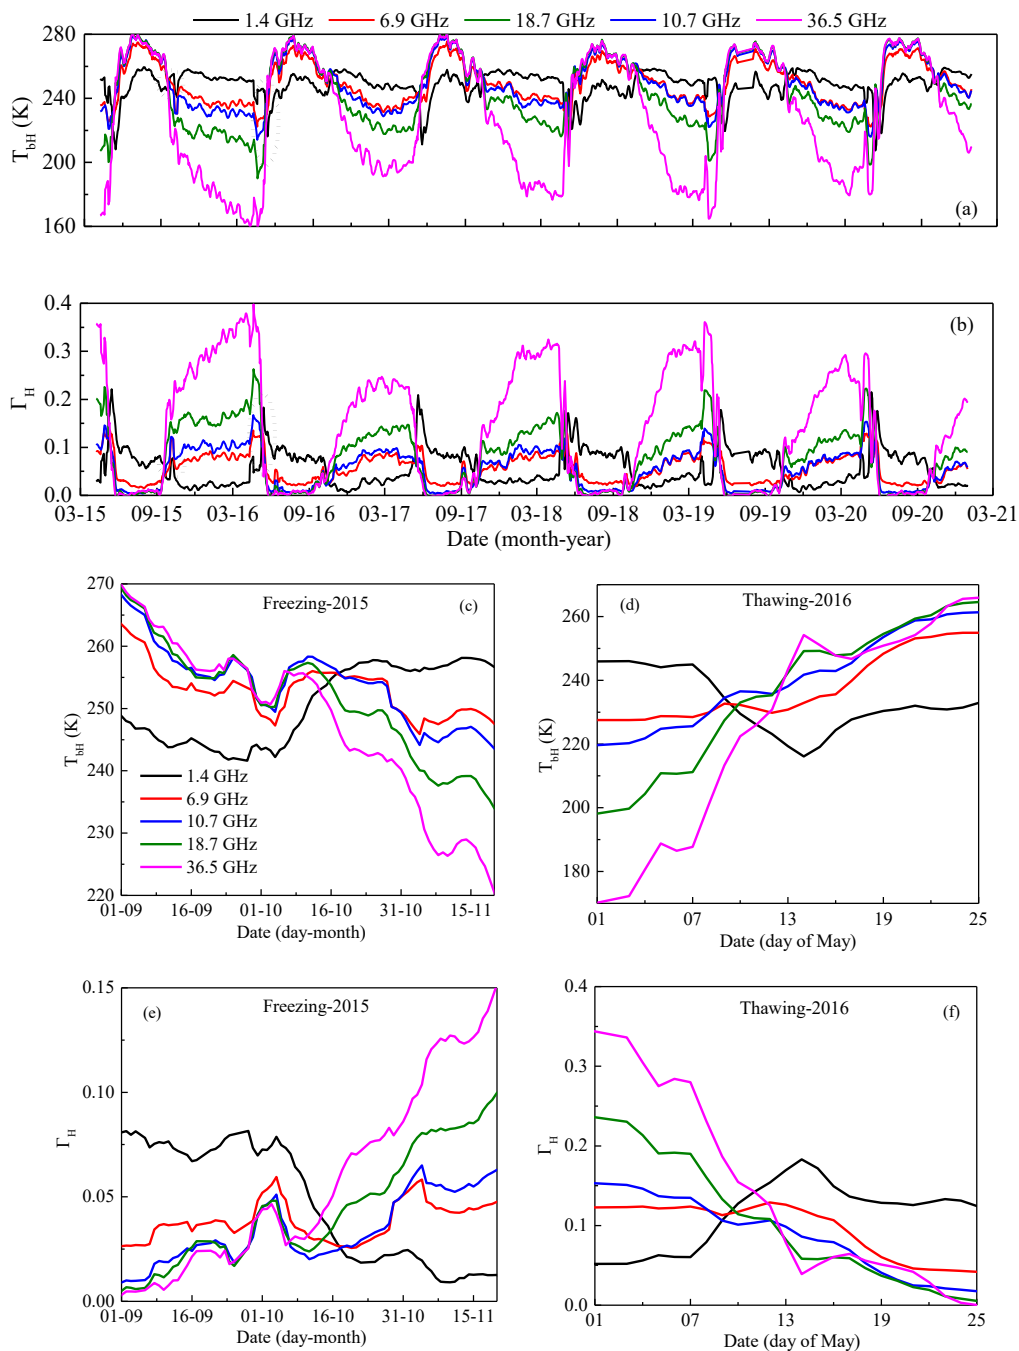 1.4 GHz 6.9 GHz 18.7 GHz 10.7 GHz 36.5 GHz
280
240
200
160
T_bH (K)
(a)
0.4
0.3
0.2
0.1
0.0
Γ_H
(b)
03-15 09-15 03-16 09-16 03-17 09-17 03-18 09-18 03-19 09-19 03-20 09-20 03-21
Date (month-year)
270
260
250
240
230
220
T_bH (K)
Freezing-2015
(c)
1.4 GHz
6.9 GHz
10.7 GHz
18.7 GHz
36.5 GHz
01-09 16-09 01-10 16-10 31-10 15-11
Date (day-month)
260
240
220
200
170
T_bH (K)
(d)
Thawing-2016
01 07 13 19 25
Date (day of May)
0.15
0.10
0.05
0.00
Γ_H
(e)
Freezing-2015
01-09 16-09 01-10 16-10 31-10 15-11
Date (day-month)
0.4
0.3
0.2
0.1
0.0
Γ_H
Thawing-2016
(f)
01 07 13 19 25
Date (day of May)